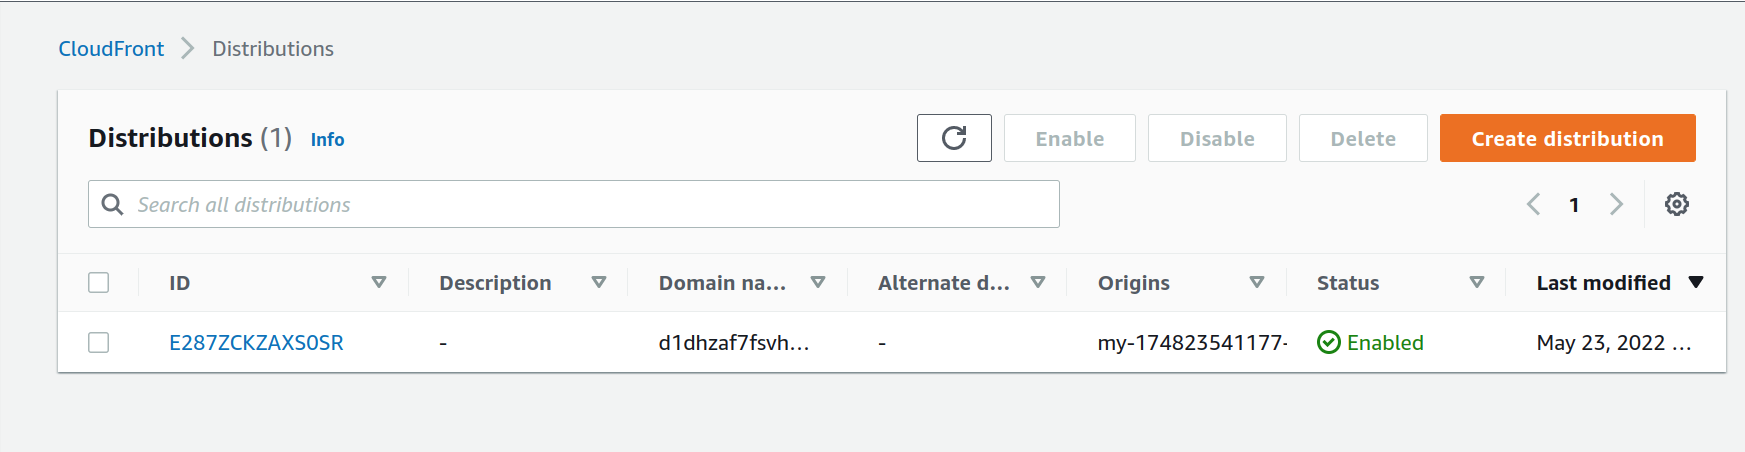 CloudFront Distributions
Distributions (1) Info
Enable Disable Delete Create distribution
Search all distributions
1
ID Description Domain na... Alternate d... Origins Status Last modified
E287ZCKZAXS0SR - d1dhzaf7fsvh... - my-174823541177- Enabled May 23, 2022 ...